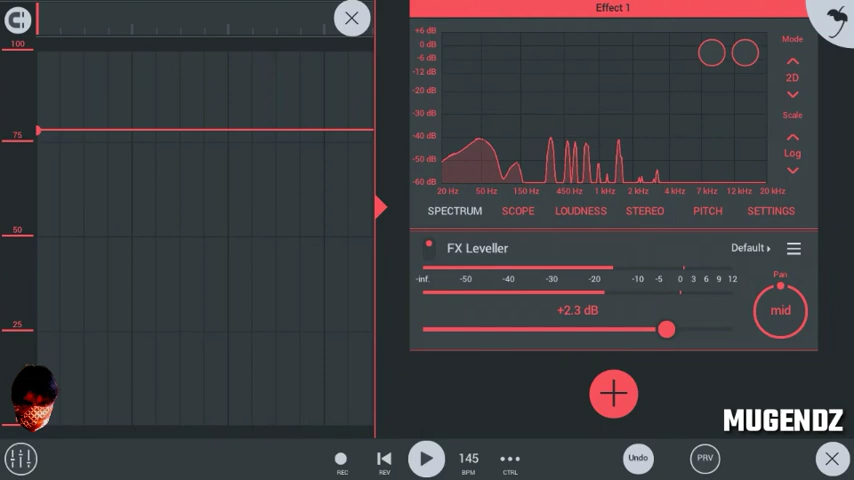 Effect 1
100
75
50
25
+6 dB
0 dB
-6 dB
-12 dB
-20 dB
-30 dB
-40 dB
-50 dB
-60 dB
20 Hz 50 Hz 150 Hz 450 Hz 1 kHz 2 kHz 4 kHz 7 kHz 12 kHz 20 kHz
Mode
2D
Scale
Log
SPECTRUM SCOPE LOUDNESS STEREO PITCH SETTINGS
FX Leveller Default
-inf. -50 -40 -30 -20 -10 -5 0 3 6 9 12
+2.3 dB
Pan
mid
MUGENDZ
REC
REV
145
BPM
CTRL
Undo
PRV